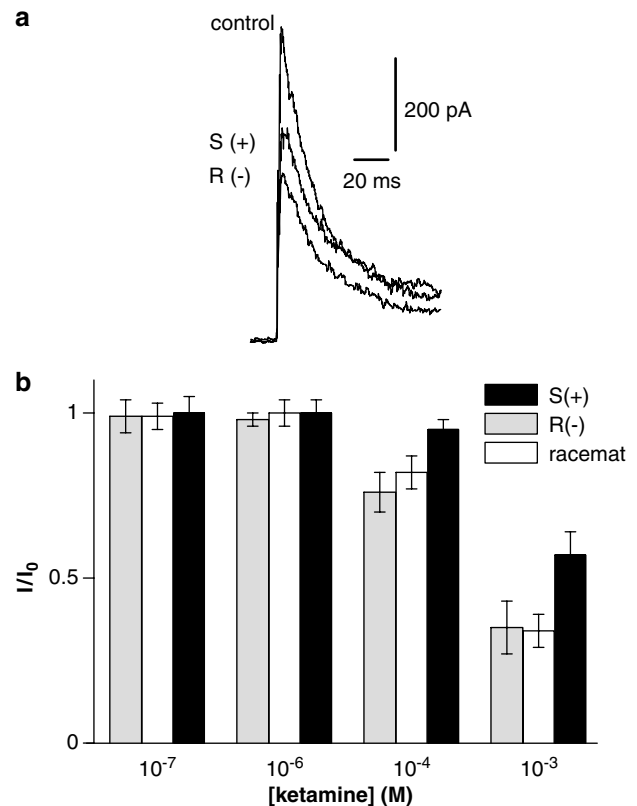 a
control
200 pA
S (+)
R (-)
20 ms
b
S(+)
R(-)
racemat
1
0.5
0
I/I₀
10⁻⁷
10⁻⁶
10⁻⁴
10⁻³
[ketamine] (M)